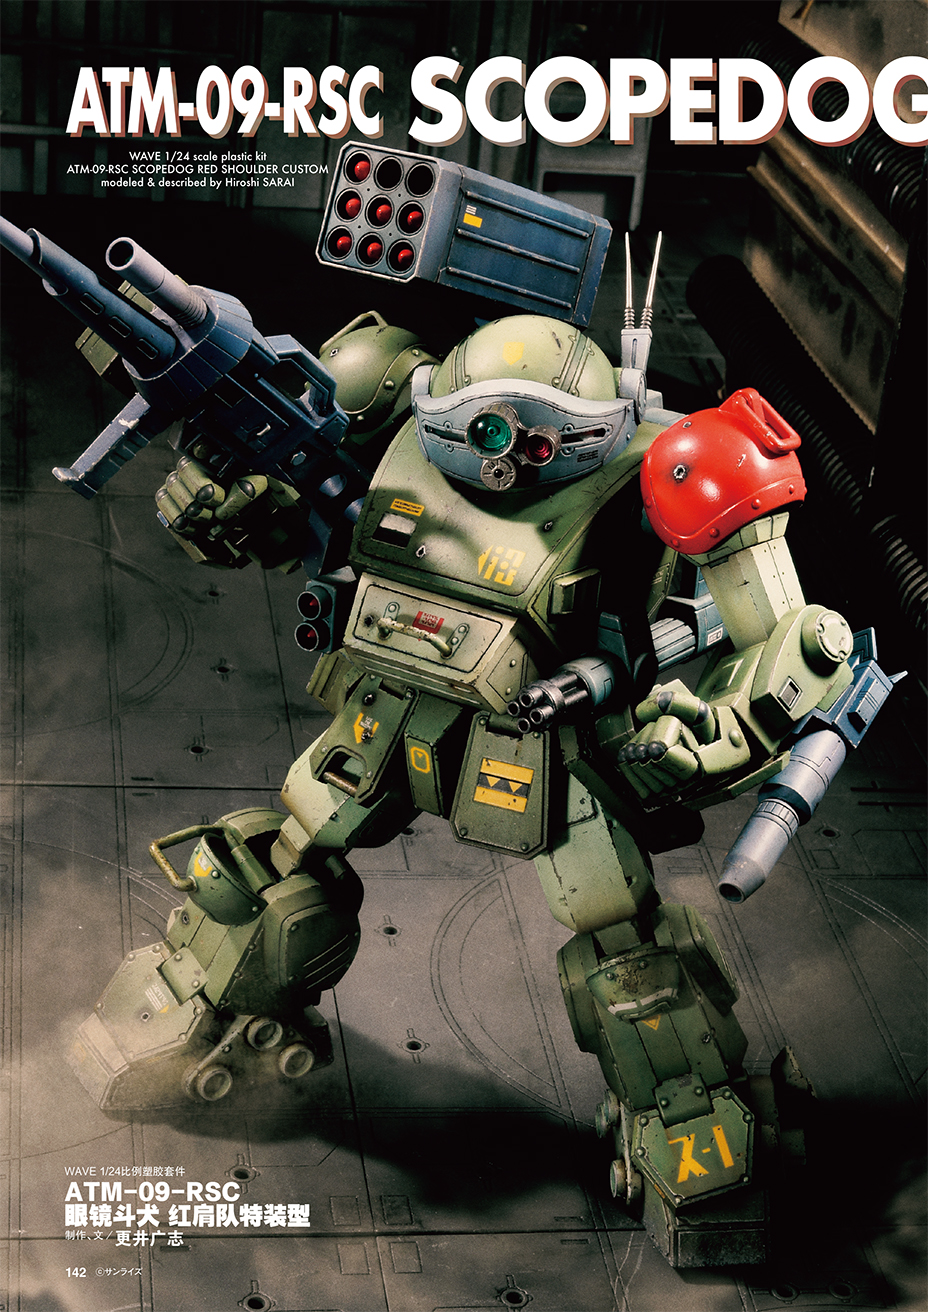 ATM-09-RSC SCOPEDOG
WAVE 1/24 scale plastic kit
ATM-09-RSC SCOPEDOG RED SHOULDER CUSTOM
modeled & described by Hiroshi SARAI
ス-1
WAVE 1/24比例塑胶套件
ATM-09-RSC
眼镜斗犬 红肩队特装型
制作、文/更井广志
142 ©サンライズ